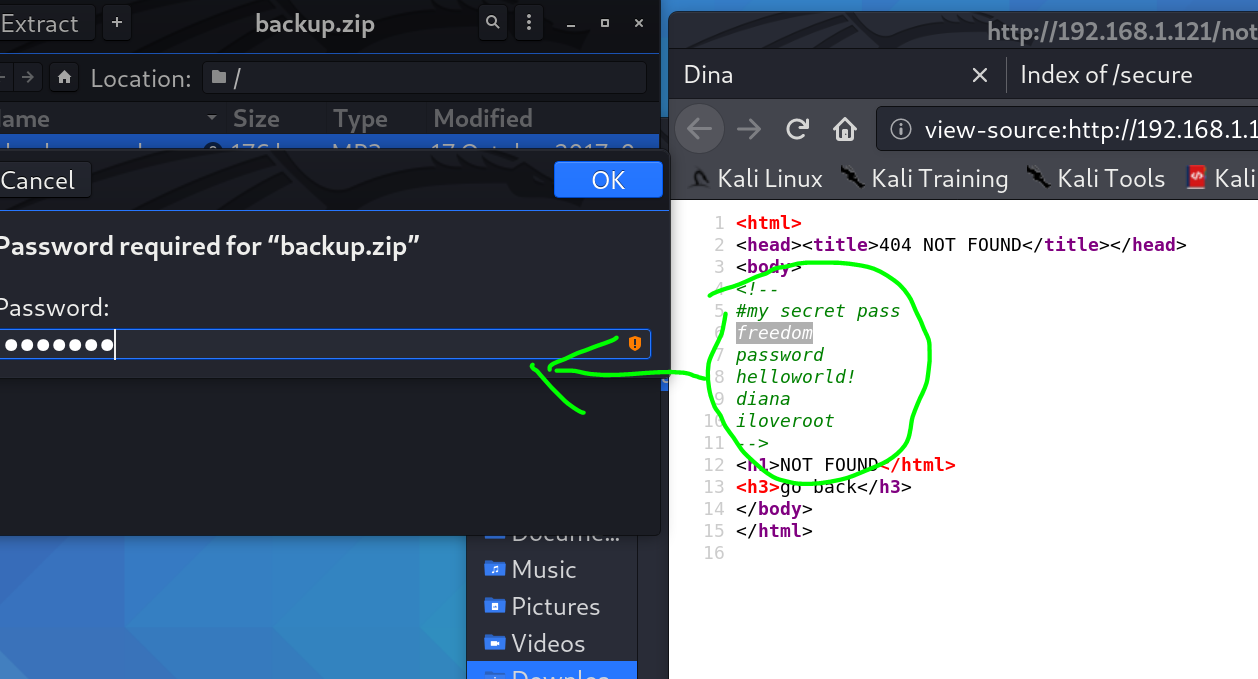 Extract + backup.zip
Location: /
Size Type Modified
Cancel OK
Password required for “backup.zip”
Password:
Music
Pictures
Videos
http://192.168.1.121/not
Dina Index of /secure
view-source:http://192.168.1.1
Kali Linux Kali Training Kali Tools Kali
1 <html>
2 <head><title>404 NOT FOUND</title></head>
3 <body>
4 <!--
5 #my secret pass
6 freedom
7 password
8 helloworld!
9 diana
10 iloveroot
11 -->
12 <h1>NOT FOUND</html>
13 <h3>go back</h3>
14 </body>
15 </html>
16